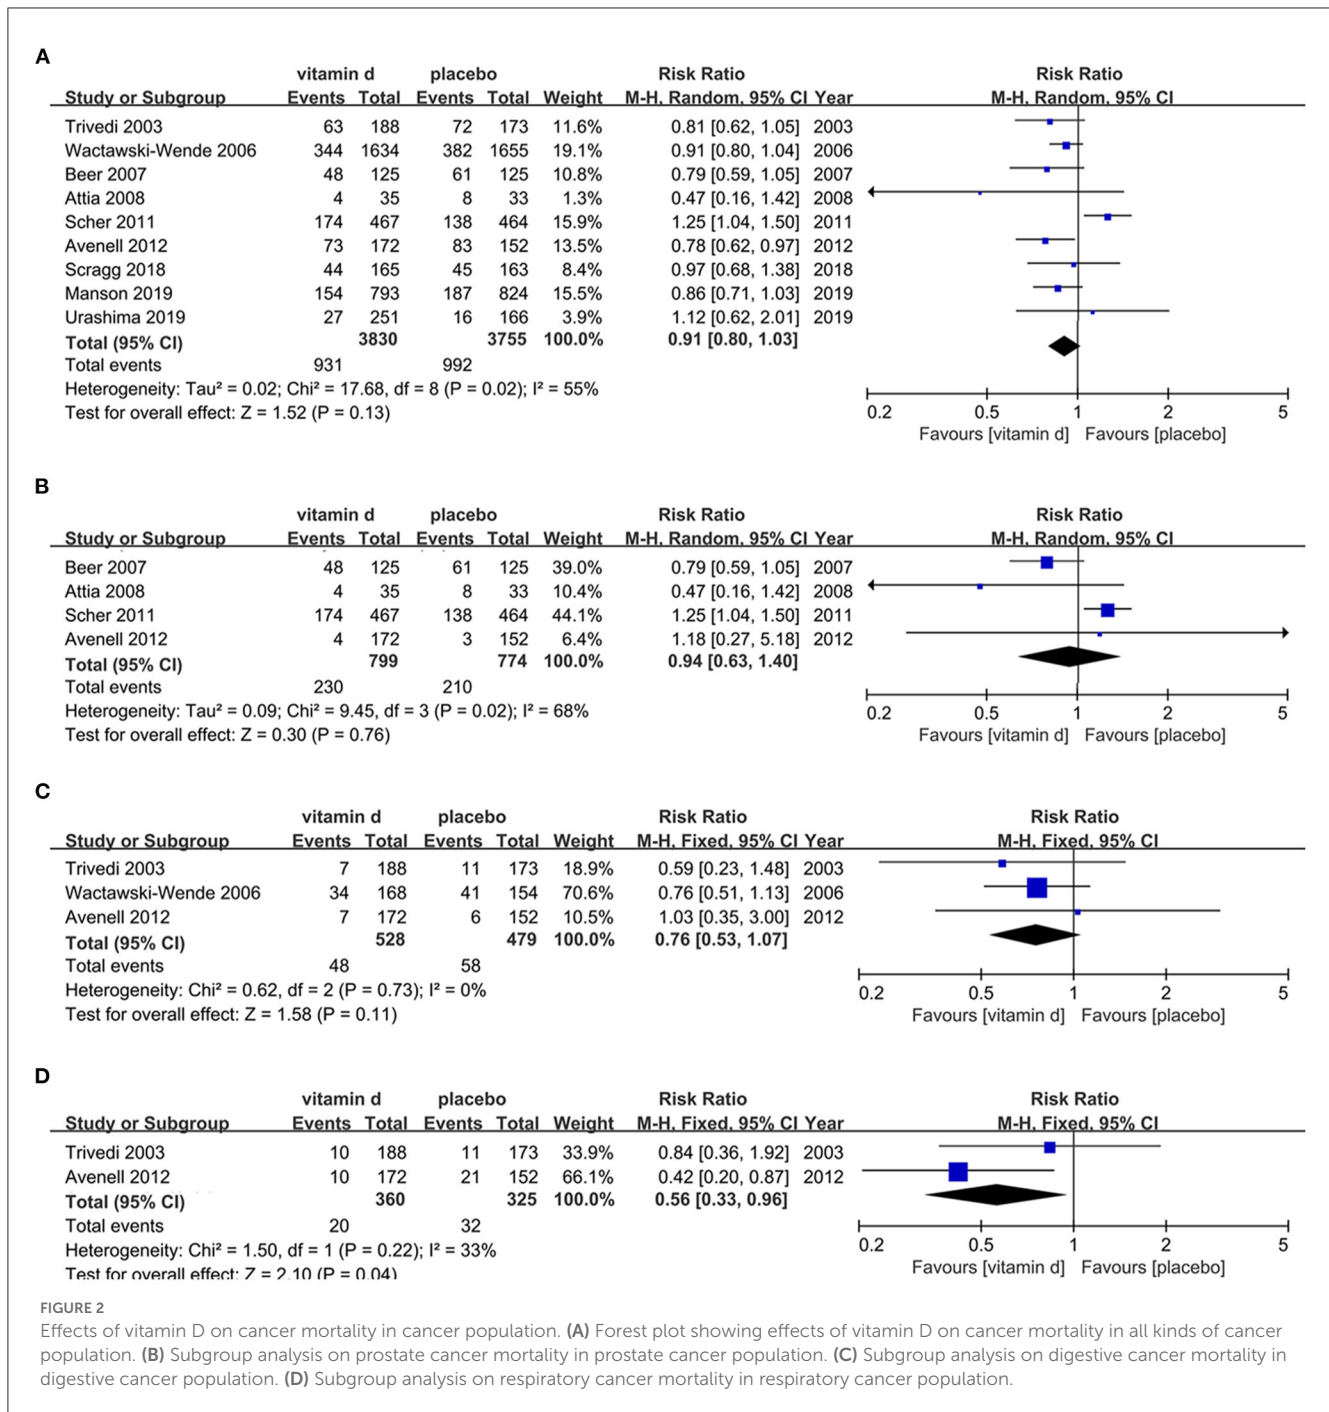 A
vitamin d placebo Risk Ratio Risk Ratio
Study or Subgroup Events Total Events Total Weight M-H, Random, 95% CI Year M-H, Random, 95% CI
Trivedi 2003 63 188 72 173 11.6% 0.81 [0.62, 1.05] 2003
Wactawski-Wende 2006 344 1634 382 1655 19.1% 0.91 [0.80, 1.04] 2006
Beer 2007 48 125 61 125 10.8% 0.79 [0.59, 1.05] 2007
Attia 2008 4 35 8 33 1.3% 0.47 [0.16, 1.42] 2008
Scher 2011 174 467 138 464 15.9% 1.25 [1.04, 1.50] 2011
Avenell 2012 73 172 83 152 13.5% 0.78 [0.62, 0.97] 2012
Scragg 2018 44 165 45 163 8.4% 0.97 [0.68, 1.38] 2018
Manson 2019 154 793 187 824 15.5% 0.86 [0.71, 1.03] 2019
Urashima 2019 27 251 16 166 3.9% 1.12 [0.62, 2.01] 2019
Total (95% CI) 3830 3755 100.0% 0.91 [0.80, 1.03]
Total events 931 992
Heterogeneity: Tau² = 0.02; Chi² = 17.68, df = 8 (P = 0.02); I² = 55%
Test for overall effect: Z = 1.52 (P = 0.13)
0.2 0.5 1 2 5
Favours [vitamin d] Favours [placebo]
B
vitamin d placebo Risk Ratio Risk Ratio
Study or Subgroup Events Total Events Total Weight M-H, Random, 95% CI Year M-H, Random, 95% CI
Beer 2007 48 125 61 125 39.0% 0.79 [0.59, 1.05] 2007
Attia 2008 4 35 8 33 10.4% 0.47 [0.16, 1.42] 2008
Scher 2011 174 467 138 464 44.1% 1.25 [1.04, 1.50] 2011
Avenell 2012 4 172 3 152 6.4% 1.18 [0.27, 5.18] 2012
Total (95% CI) 799 774 100.0% 0.94 [0.63, 1.40]
Total events 230 210
Heterogeneity: Tau² = 0.09; Chi² = 9.45, df = 3 (P = 0.02); I² = 68%
Test for overall effect: Z = 0.30 (P = 0.76)
0.2 0.5 1 2 5
Favours [vitamin d] Favours [placebo]
C
vitamin d placebo Risk Ratio Risk Ratio
Study or Subgroup Events Total Events Total Weight M-H, Fixed, 95% CI Year M-H, Fixed, 95% CI
Trivedi 2003 7 188 11 173 18.9% 0.59 [0.23, 1.48] 2003
Wactawski-Wende 2006 34 168 41 154 70.6% 0.76 [0.51, 1.13] 2006
Avenell 2012 7 172 6 152 10.5% 1.03 [0.35, 3.00] 2012
Total (95% CI) 528 479 100.0% 0.76 [0.53, 1.07]
Total events 48 58
Heterogeneity: Chi² = 0.62, df = 2 (P = 0.73); I² = 0%
Test for overall effect: Z = 1.58 (P = 0.11)
0.2 0.5 1 2 5
Favours [vitamin d] Favours [placebo]
D
vitamin d placebo Risk Ratio Risk Ratio
Study or Subgroup Events Total Events Total Weight M-H, Fixed, 95% CI Year M-H, Fixed, 95% CI
Trivedi 2003 10 188 11 173 33.9% 0.84 [0.36, 1.92] 2003
Avenell 2012 10 172 21 152 66.1% 0.42 [0.20, 0.87] 2012
Total (95% CI) 360 325 100.0% 0.56 [0.33, 0.96]
Total events 20 32
Heterogeneity: Chi² = 1.50, df = 1 (P = 0.22); I² = 33%
Test for overall effect: Z = 2.10 (P = 0.04)
0.2 0.5 1 2 5
Favours [vitamin d] Favours [placebo]
FIGURE 2
Effects of vitamin D on cancer mortality in cancer population. (A) Forest plot showing effects of vitamin D on cancer mortality in all kinds of cancer
population. (B) Subgroup analysis on prostate cancer mortality in prostate cancer population. (C) Subgroup analysis on digestive cancer mortality in
digestive cancer population. (D) Subgroup analysis on respiratory cancer mortality in respiratory cancer population.